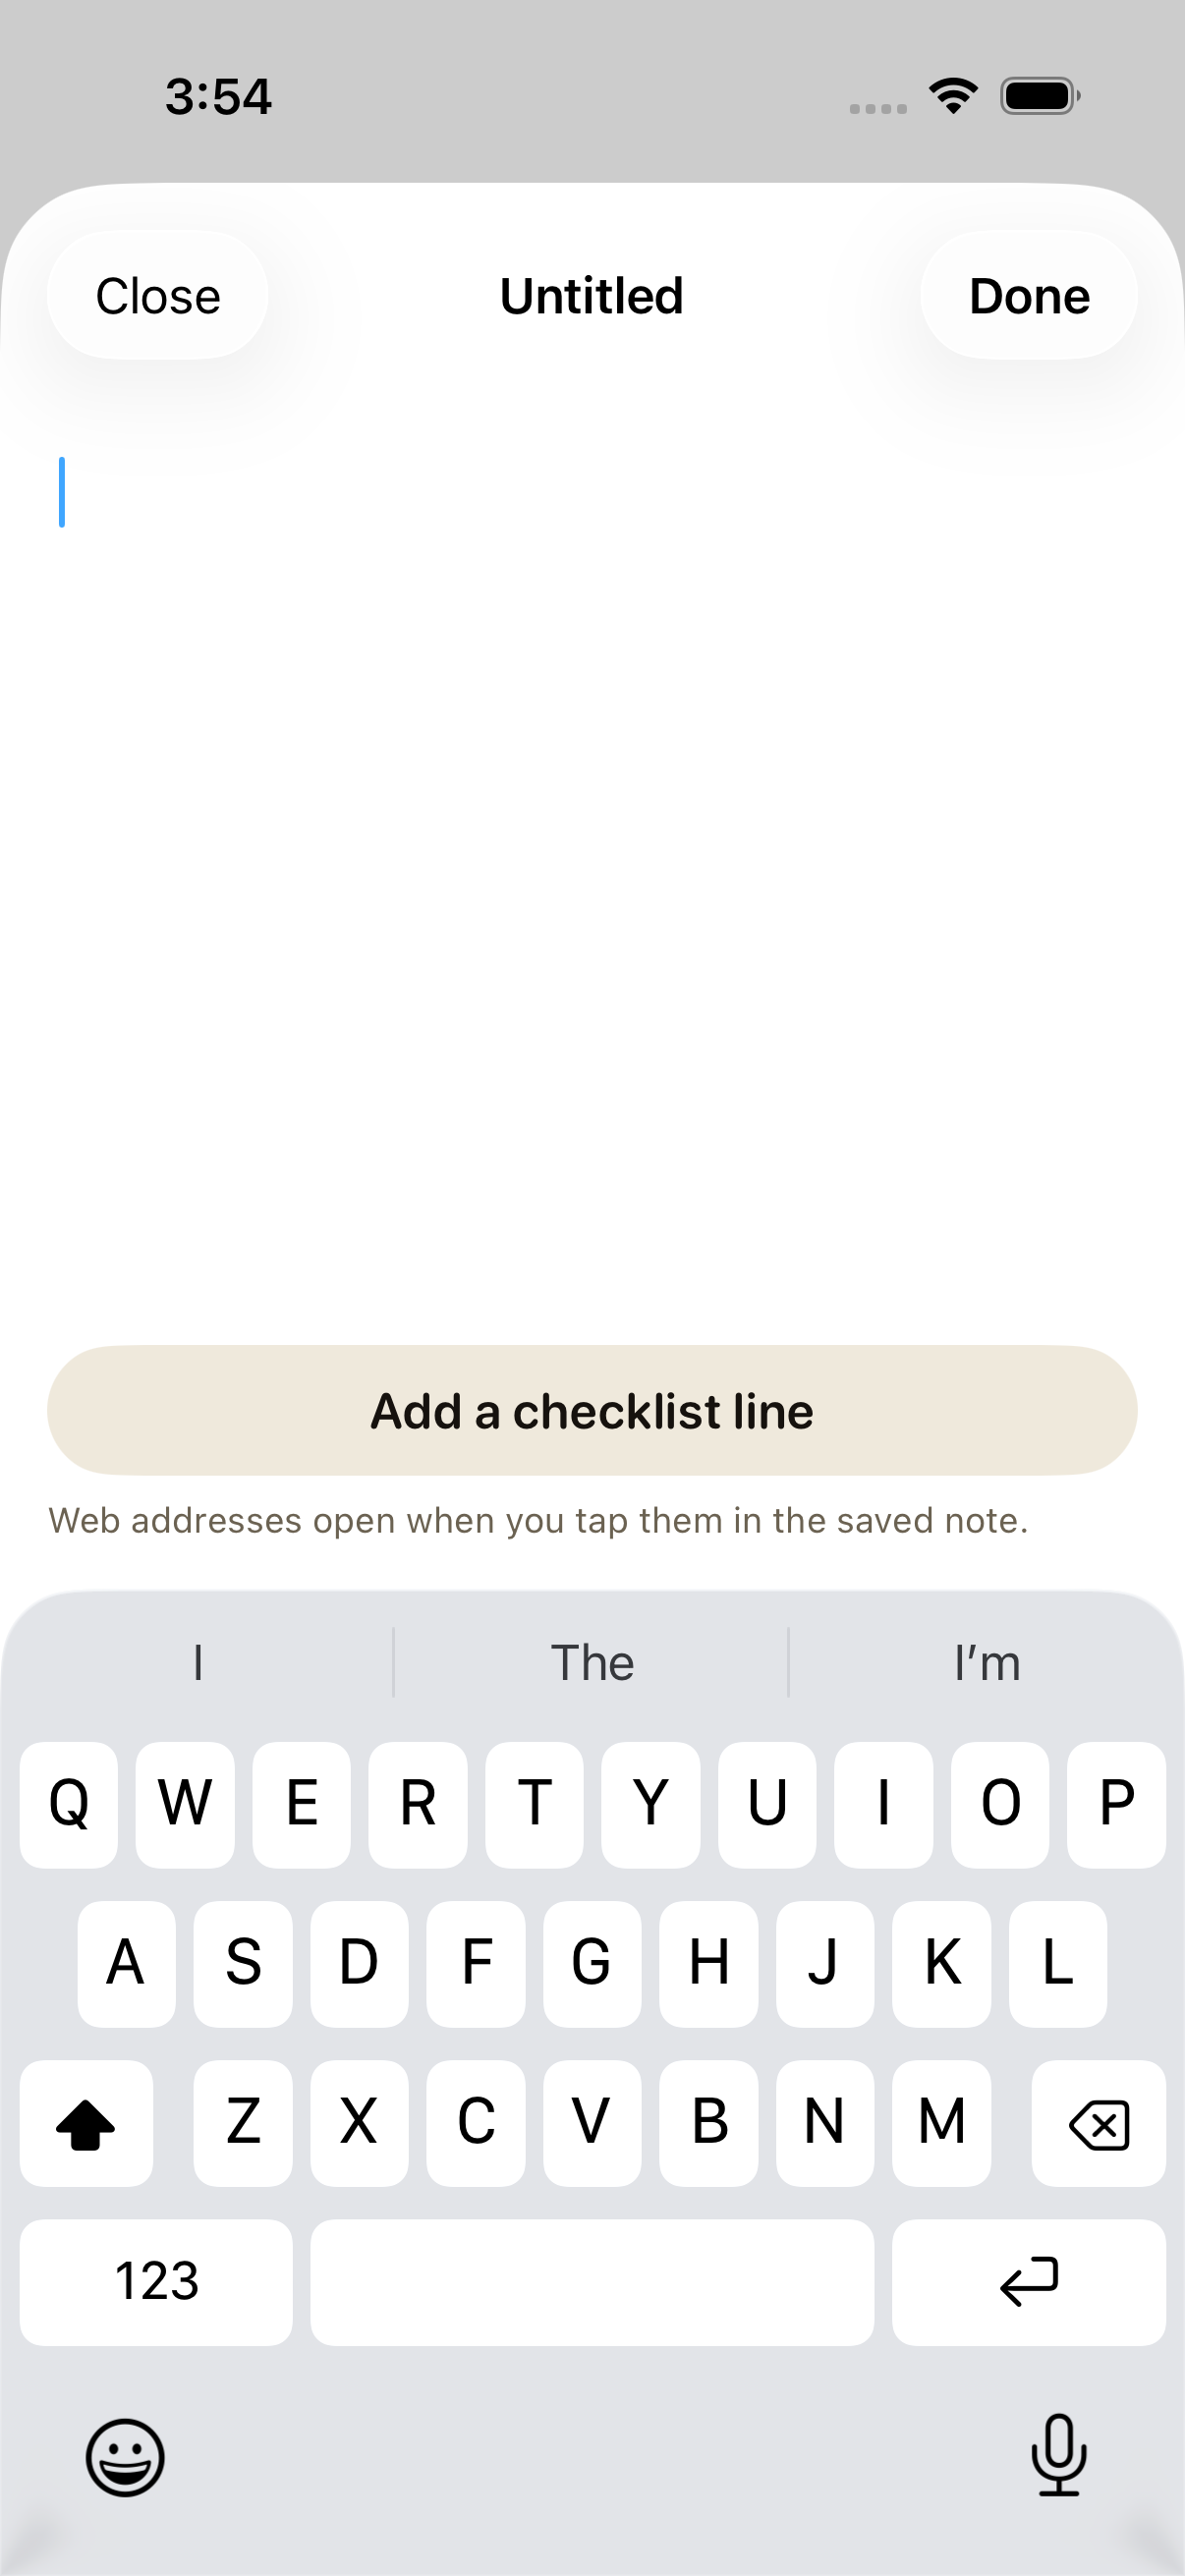 3:54
Close Untitled Done
Add a checklist line
Web addresses open when you tap them in the saved note.
I The I’m
Q W E R T Y U I O P
A S D F G H J K L
Z X C V B N M
123